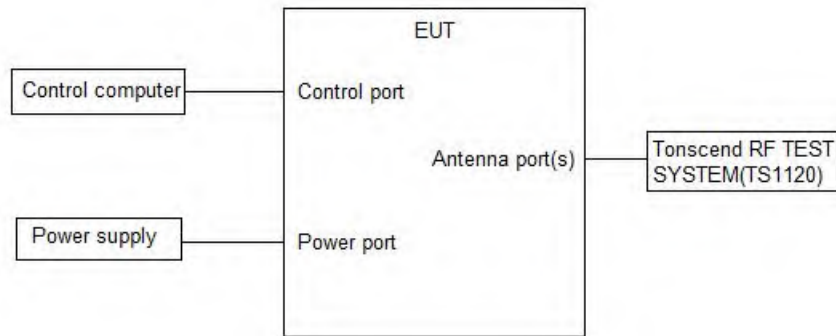 EUT
Control computer
Control port
Antenna port(s)
Tonscend RF TEST
SYSTEM(TS1120)
Power supply
Power port